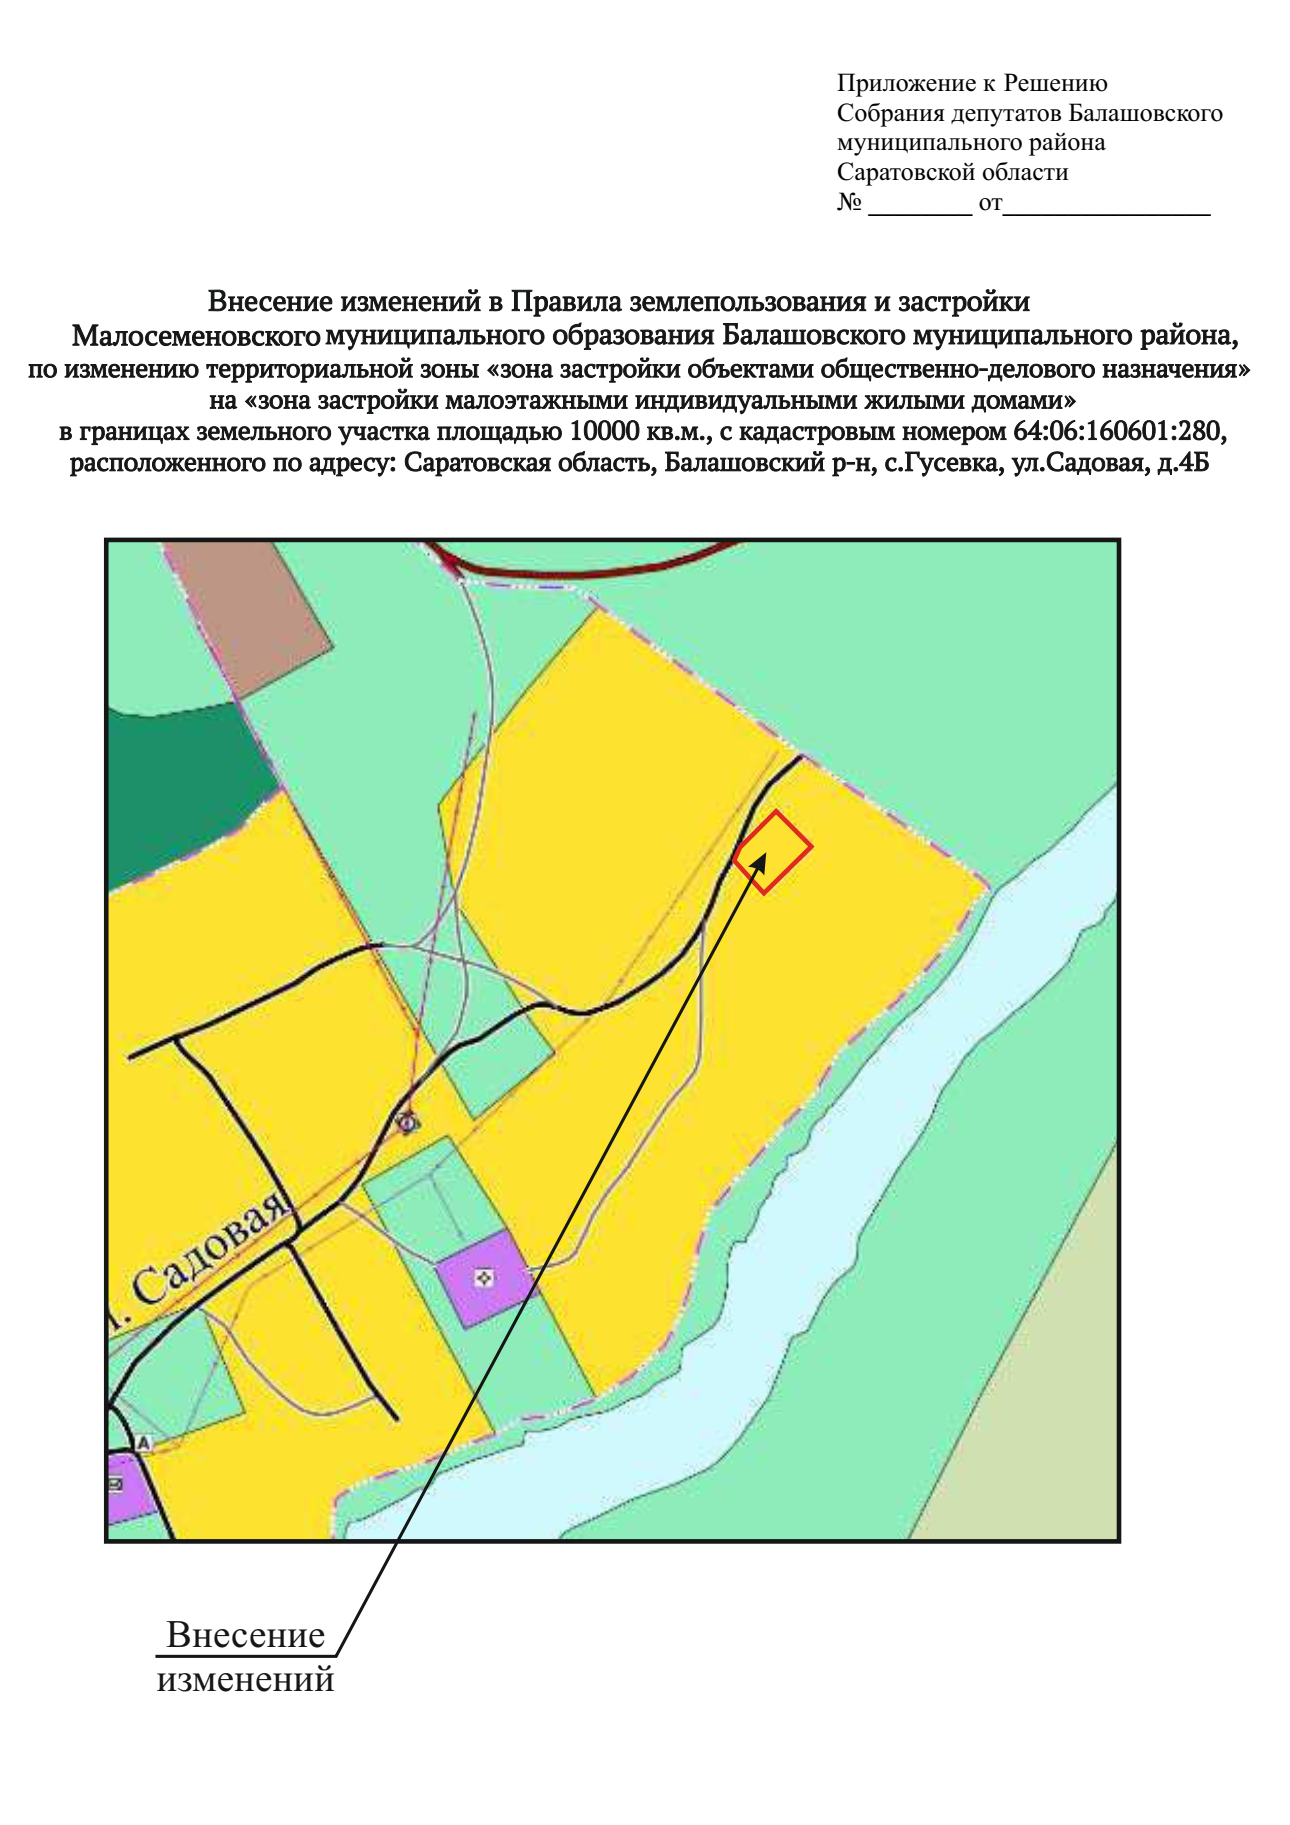 Приложение к Решению
Собрания депутатов Балашовского
муниципального района
Саратовской области
№ ________ от________________
Внесение изменений в Правила землепользования и застройки
Малосеменовского муниципального образования Балашовского муниципального района,
по изменению территориальной зоны «зона застройки объектами общественно-делового назначения»
на «зона застройки малоэтажными индивидуальными жилыми домами»
в границах земельного участка площадью 10000 кв.м., с кадастровым номером 64:06:160601:280,
расположенного по адресу: Саратовская область, Балашовский р-н, с.Гусевка, ул.Садовая, д.4Б
л. Садовая
А
Внесение
изменений